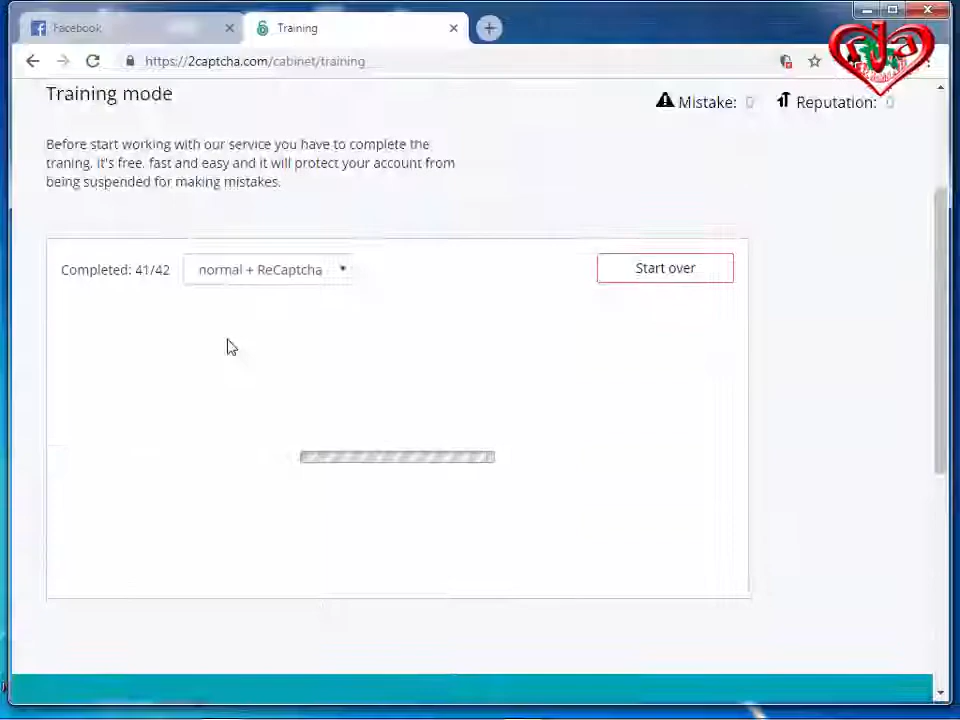 Facebook
Training
https://2captcha.com/cabinet/training
Training mode
Mistake: 0
Reputation: 0
Before start working with our service you have to complete the
traning. it's free. fast and easy and it will protect your account from
being suspended for making mistakes.
Completed: 41/42
normal + ReCaptcha
Start over